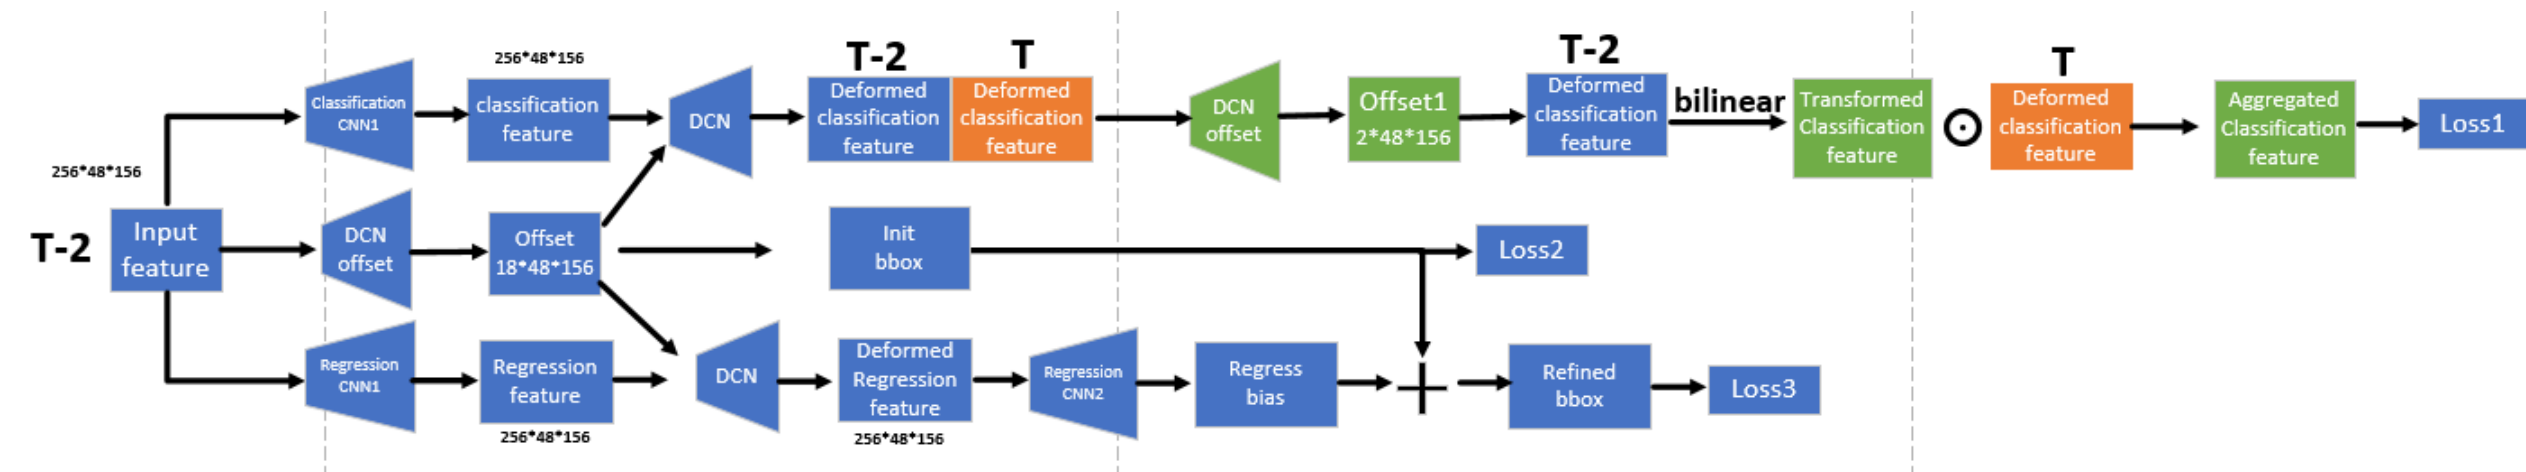 256*48*156
T-2
Input
feature
Classification
CNN1
256*48*156
classification
feature
DCN
T-2
Deformed
classification
feature
T
Deformed
classification
feature
DCN
offset
Offset1
2*48*156
T-2
Deformed
classification
feature
bilinear
Transformed
Classification
feature
T
Deformed
classification
feature
Aggregated
Classification
feature
Loss1
DCN
offset
Offset
18*48*156
Init
bbox
Loss2
Regression
CNN1
Regression
feature
256*48*156
DCN
Deformed
Regression
feature
256*48*156
Regression
CNN2
Regress
bias
Refined
bbox
Loss3